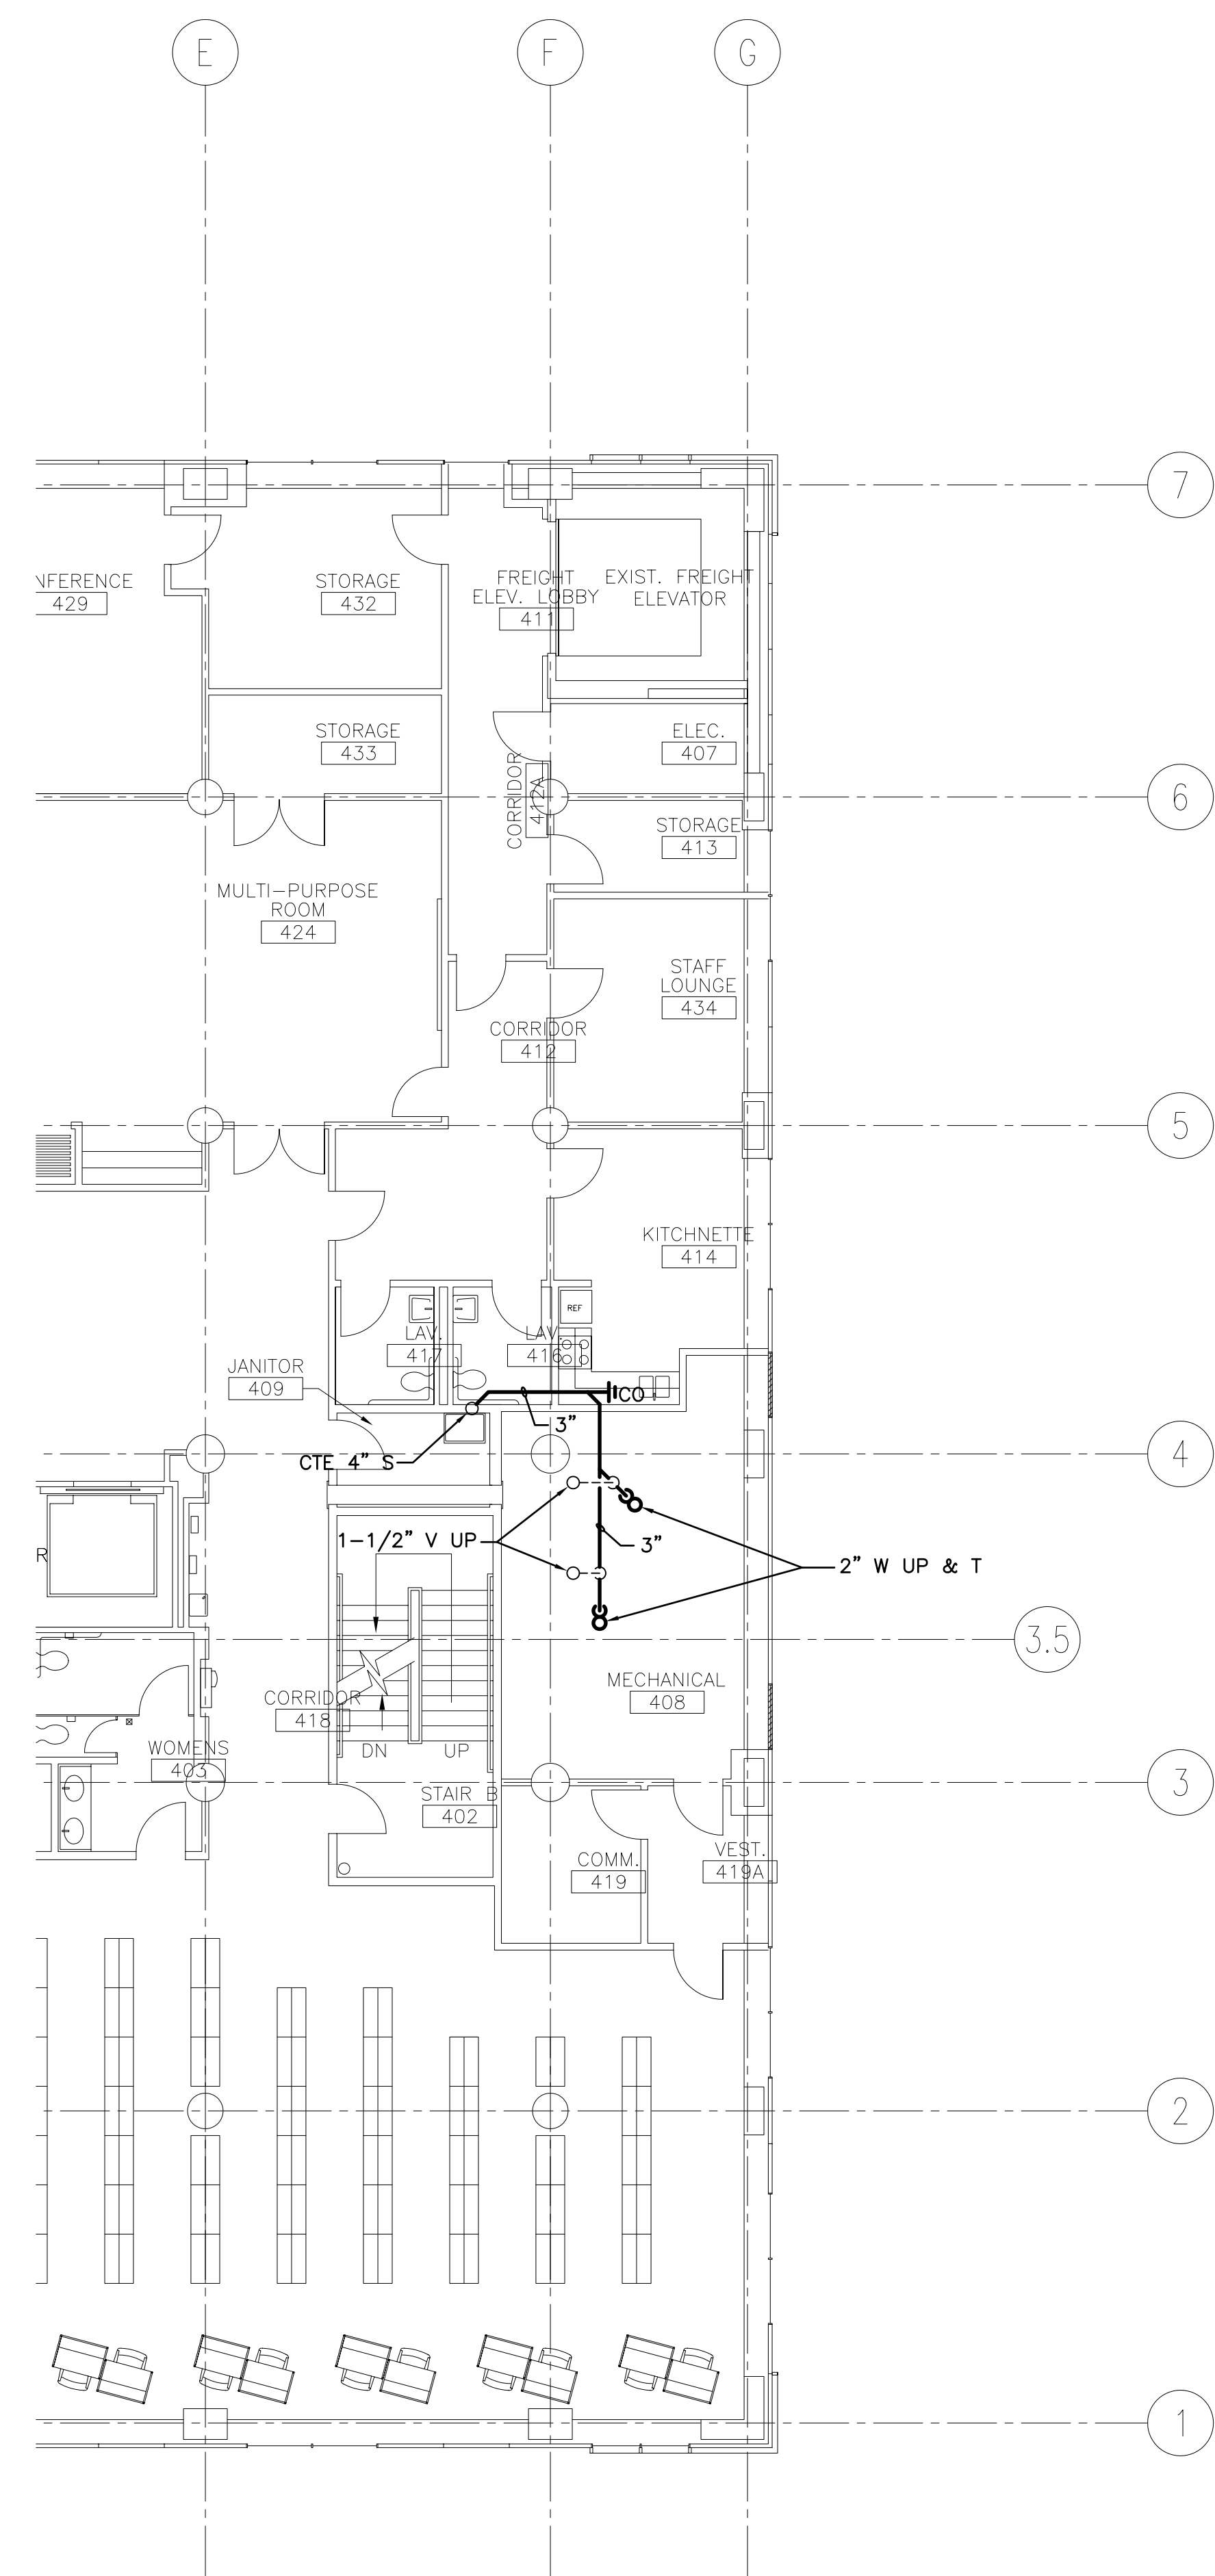 E
F
G
7
NFERENCE
429
STORAGE
432
FREIGHT
ELEV. LOBBY
411
EXIST. FREIGHT
ELEVATOR
STORAGE
433
ELEC.
407
CORRIDOR
412A
6
STORAGE
413
MULTI-PURPOSE
ROOM
424
STAFF
LOUNGE
434
CORRIDOR
412
5
KITCHNETTE
414
REF
LAV.
417
LAV.
416
JANITOR
409
CO
3"
CTE 4" S
4
1-1/2" V UP
3"
2" W UP & T
R
3.5
MECHANICAL
408
CORRIDOR
418
DN
UP
WOMENS
403
3
STAIR B
402
COMM.
419
VEST.
419A
2
1